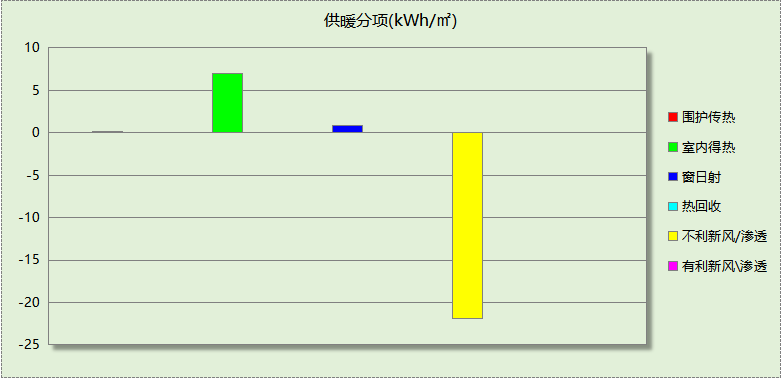 供暖分项(kWh/㎡)
10
5
0
-5
-10
-15
-20
-25
围护传热
室内得热
窗日射
热回收
不利新风/渗透
有利新风\渗透